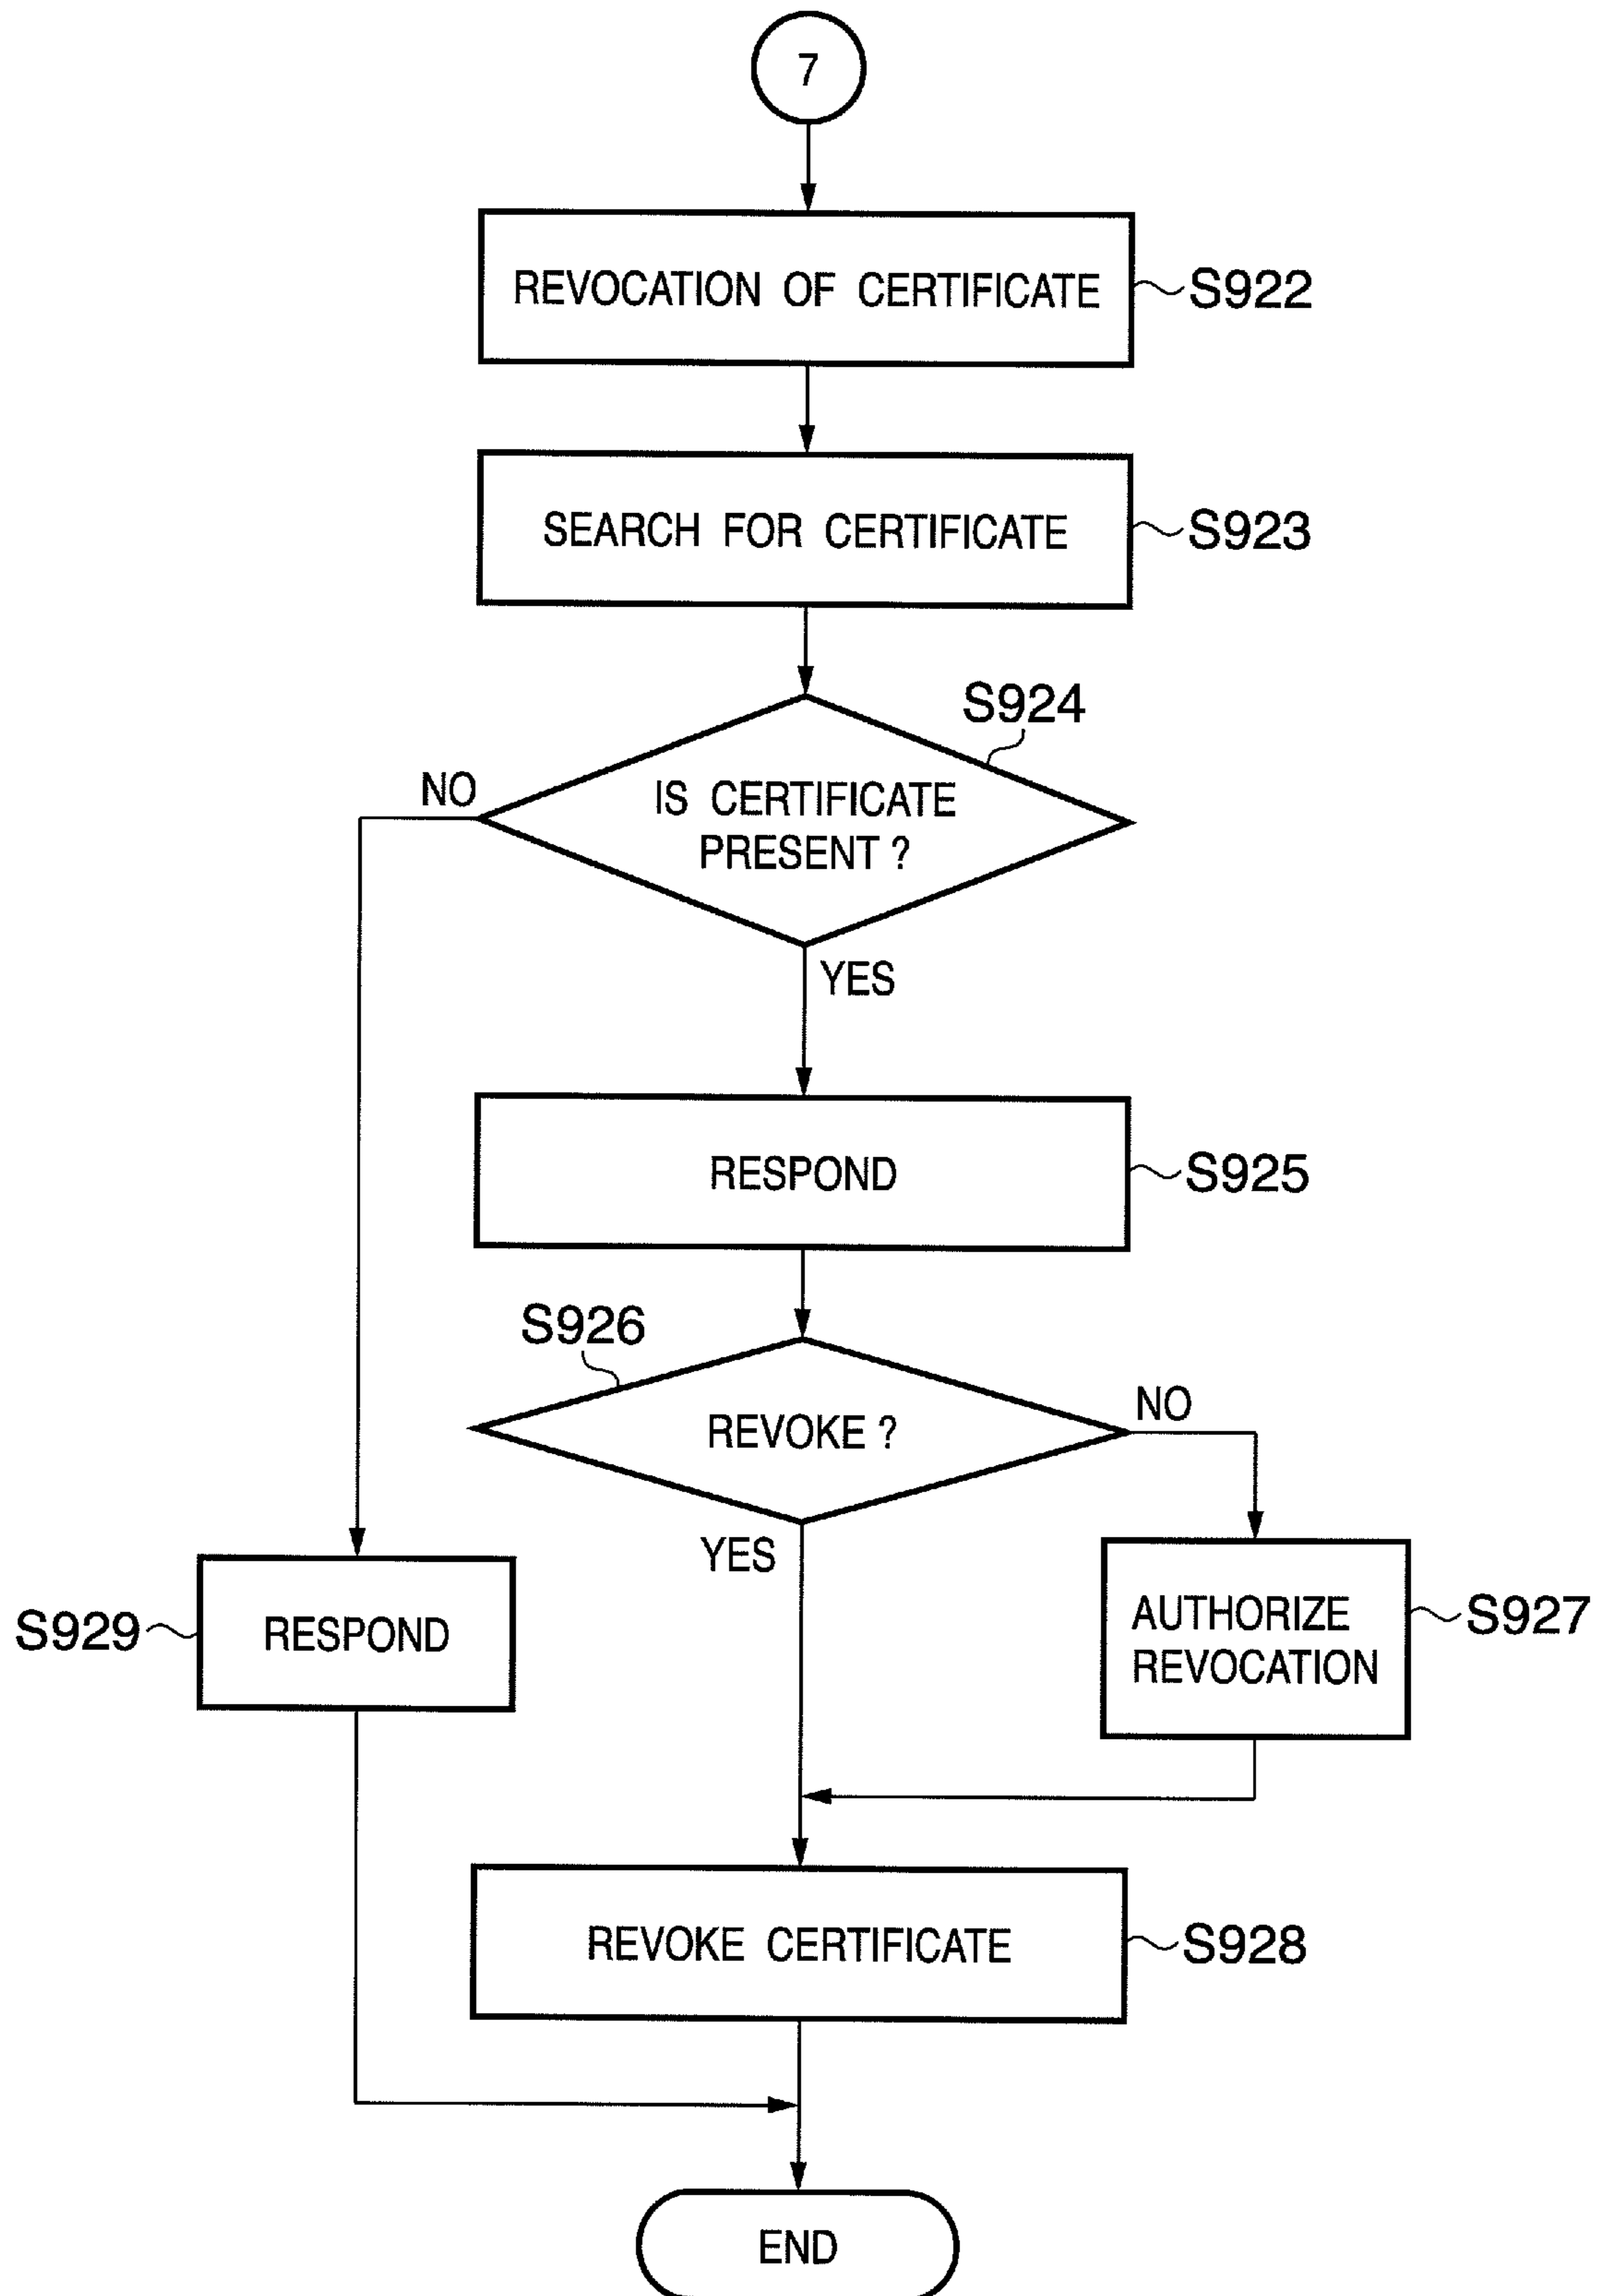 7
REVOCATION OF CERTIFICATE
S922
SEARCH FOR CERTIFICATE
S923
S924
NO
IS CERTIFICATE
PRESENT ?
YES
RESPOND
S925
S926
REVOKE ?
NO
YES
S929
RESPOND
AUTHORIZE
REVOCATION
S927
REVOKE CERTIFICATE
S928
END